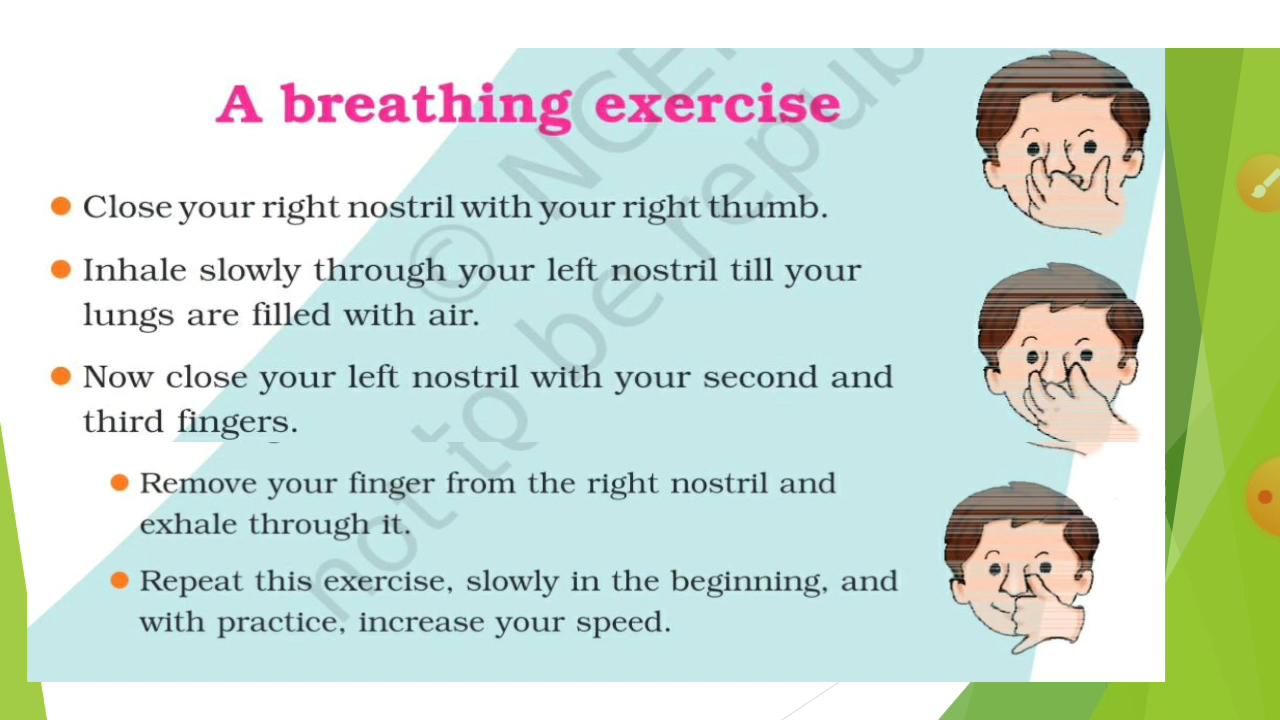 A breathing exercise
Close your right nostril with your right thumb.
Inhale slowly through your left nostril till your
lungs are filled with air.
Now close your left nostril with your second and
third fingers.
Remove your finger from the right nostril and
exhale through it.
Repeat this exercise, slowly in the beginning, and
with practice, increase your speed.
©
not to be